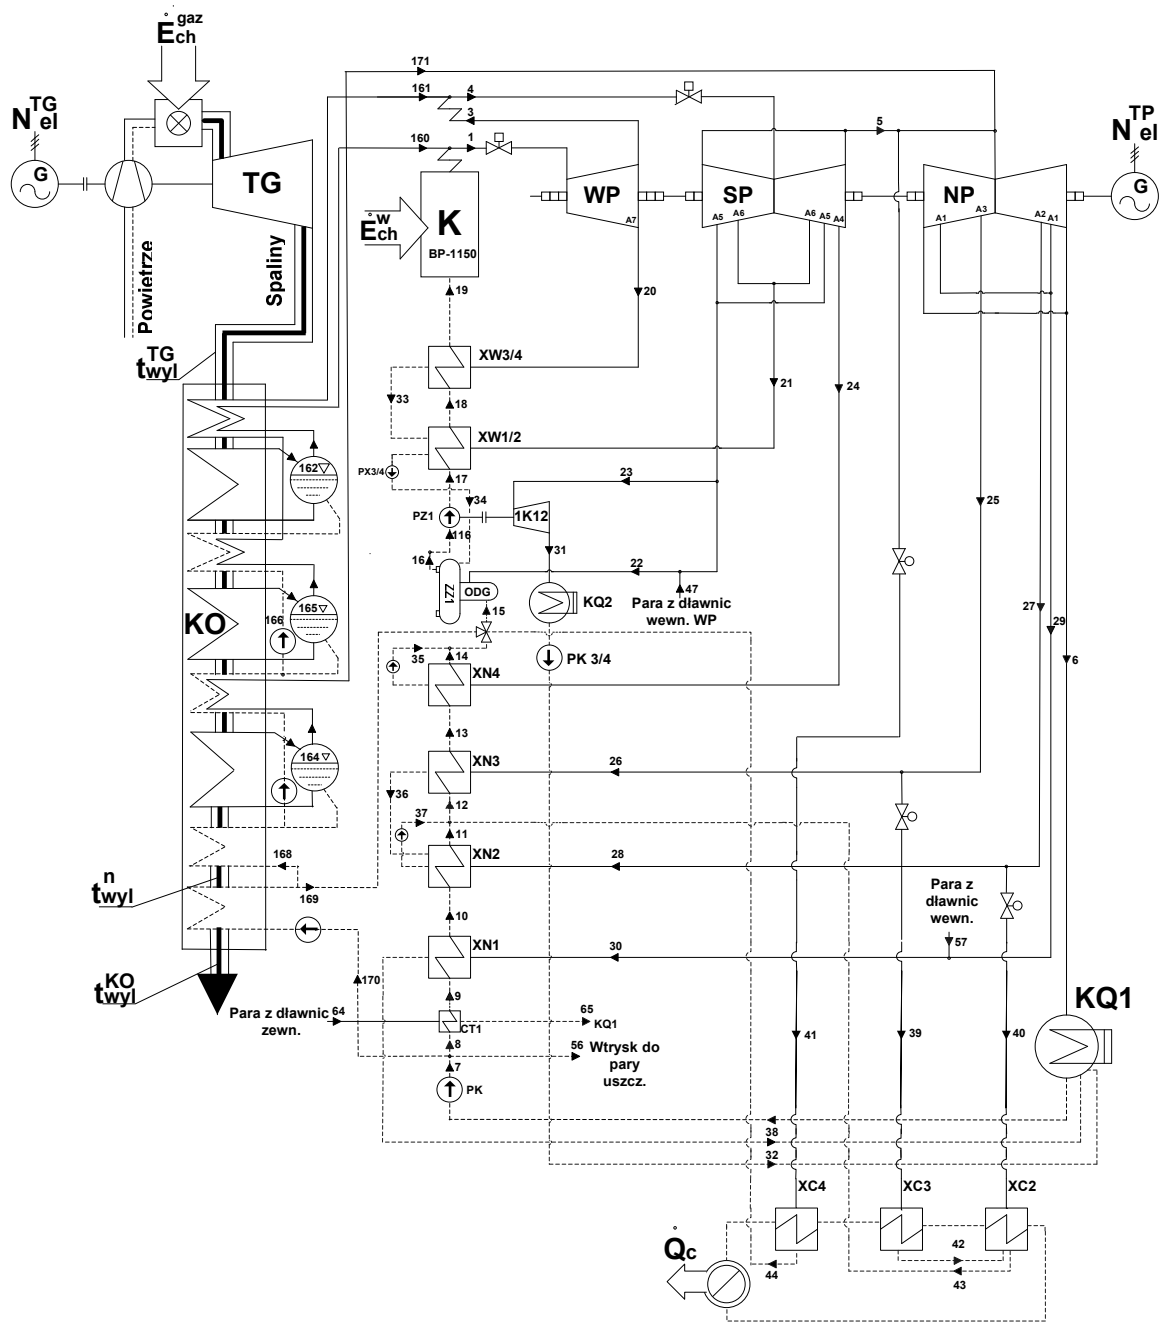 Ė gaz ch
N TG el
G
TG
Powietrze
Spaliny
t TG wyl
KO
t n wyl
t KO wyl
162
165
166
164
168
169
170
171
161
4
3
160
1
5
Ė w ch
K
BP-1150
WP
A7
SP
A5
A6
A6
A5
A4
NP
A1
A3
A2
A1
N TP el
G
19
20
XW3/4
33
18
21
24
XW1/2
PX3/4
17
23
34
25
PZ1
1K12
116
16
31
22
ZZ1
ODG
47
KQ2
15
Para z dławnic
wewn. WP
27
29
6
35
14
PK 3/4
XN4
13
XN3
26
36
12
37
11
XN2
28
Para z
dławnic
wewn.
10
XN1
30
57
9
KQ1
Para z dławnic
zewn.
64
65
KQ1
CT1
8
56
Wtrysk do
pary
uszcz.
41
39
40
7
PK
38
32
XC4
XC3
XC2
Q̇c
42
44
43